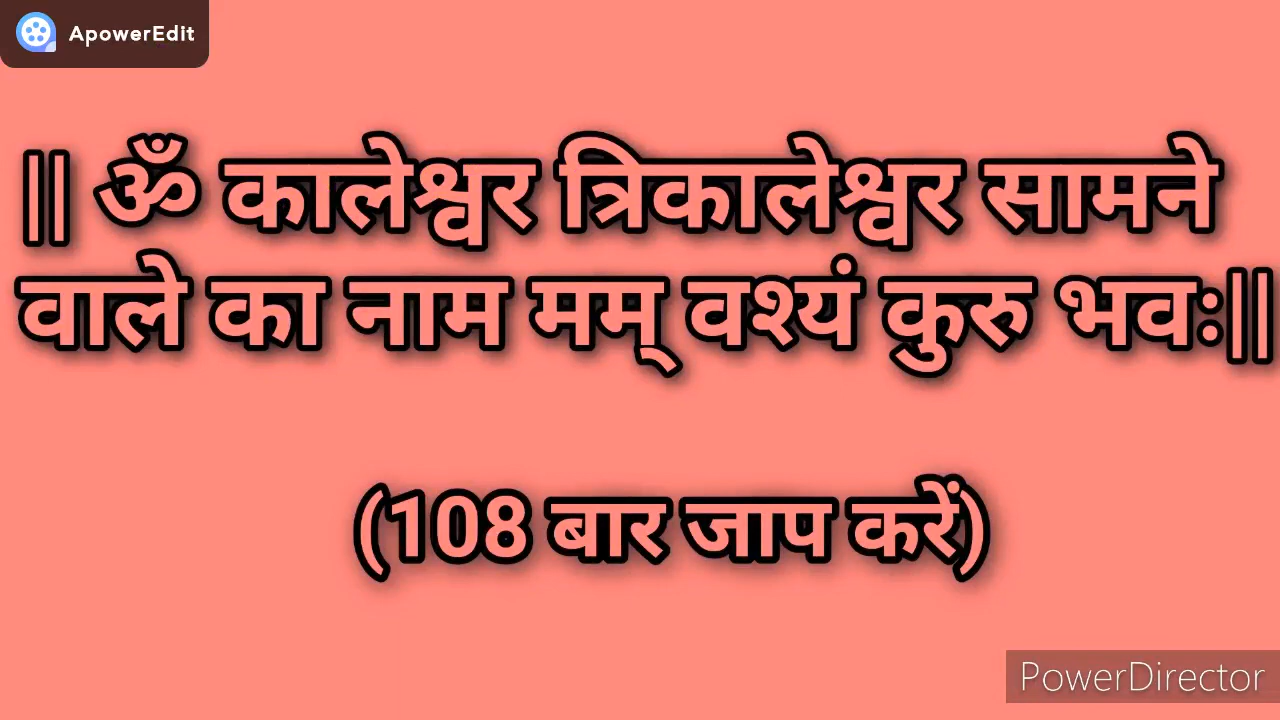 ApowerEdit
|| ॐ कालेश्वर त्रिकालेश्वर सामने
वाले का नाम मम् वश्यं कुरु भवः||
(108 बार जाप करें)
PowerDirector